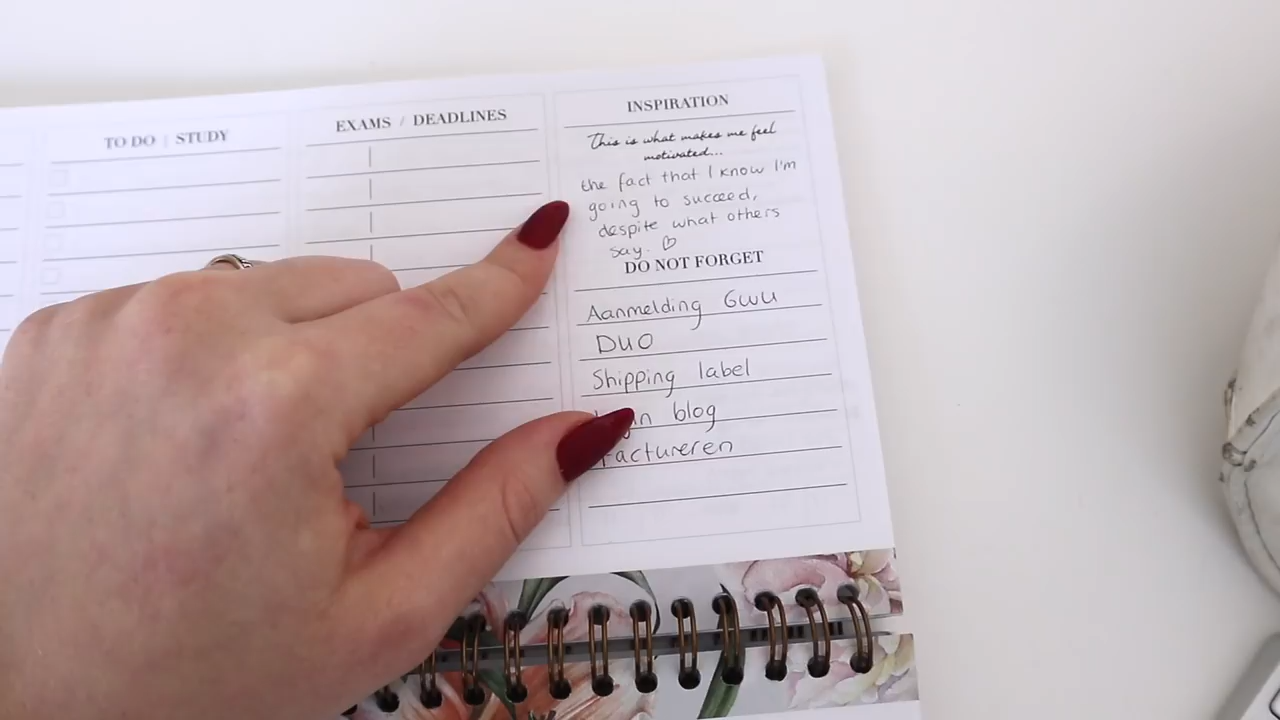 TO DO | STUDY
EXAMS / DEADLINES
INSPIRATION
This is what makes me feel
motivated...
the fact that I know I'm
going to succeed,
despite what others
say. ♡
DO NOT FORGET
Aanmelding GWU
DUO
Shipping label
blog
factureren